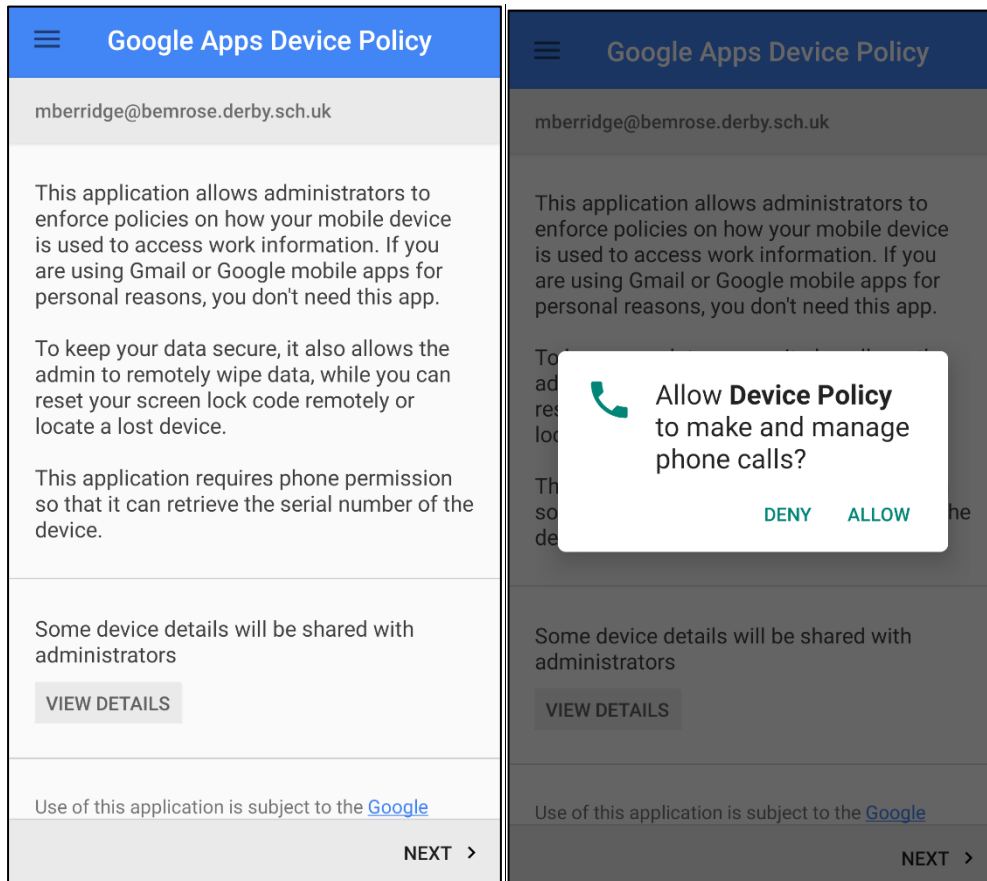 Google Apps Device Policy
mberridge@bemrose.derby.sch.uk
This application allows administrators to
enforce policies on how your mobile device
is used to access work information. If you
are using Gmail or Google mobile apps for
personal reasons, you don't need this app.
To keep your data secure, it also allows the
admin to remotely wipe data, while you can
reset your screen lock code remotely or
locate a lost device.
This application requires phone permission
so that it can retrieve the serial number of the
device.
Some device details will be shared with
administrators
VIEW DETAILS
Use of this application is subject to the Google
NEXT
Google Apps Device Policy
mberridge@bemrose.derby.sch.uk
This application allows administrators to
enforce policies on how your mobile device
is used to access work information. If you
are using Gmail or Google mobile apps for
personal reasons, you don't need this app.
Allow Device Policy
to make and manage
phone calls?
DENY ALLOW
Some device details will be shared with
administrators
VIEW DETAILS
Use of this application is subject to the Google
NEXT